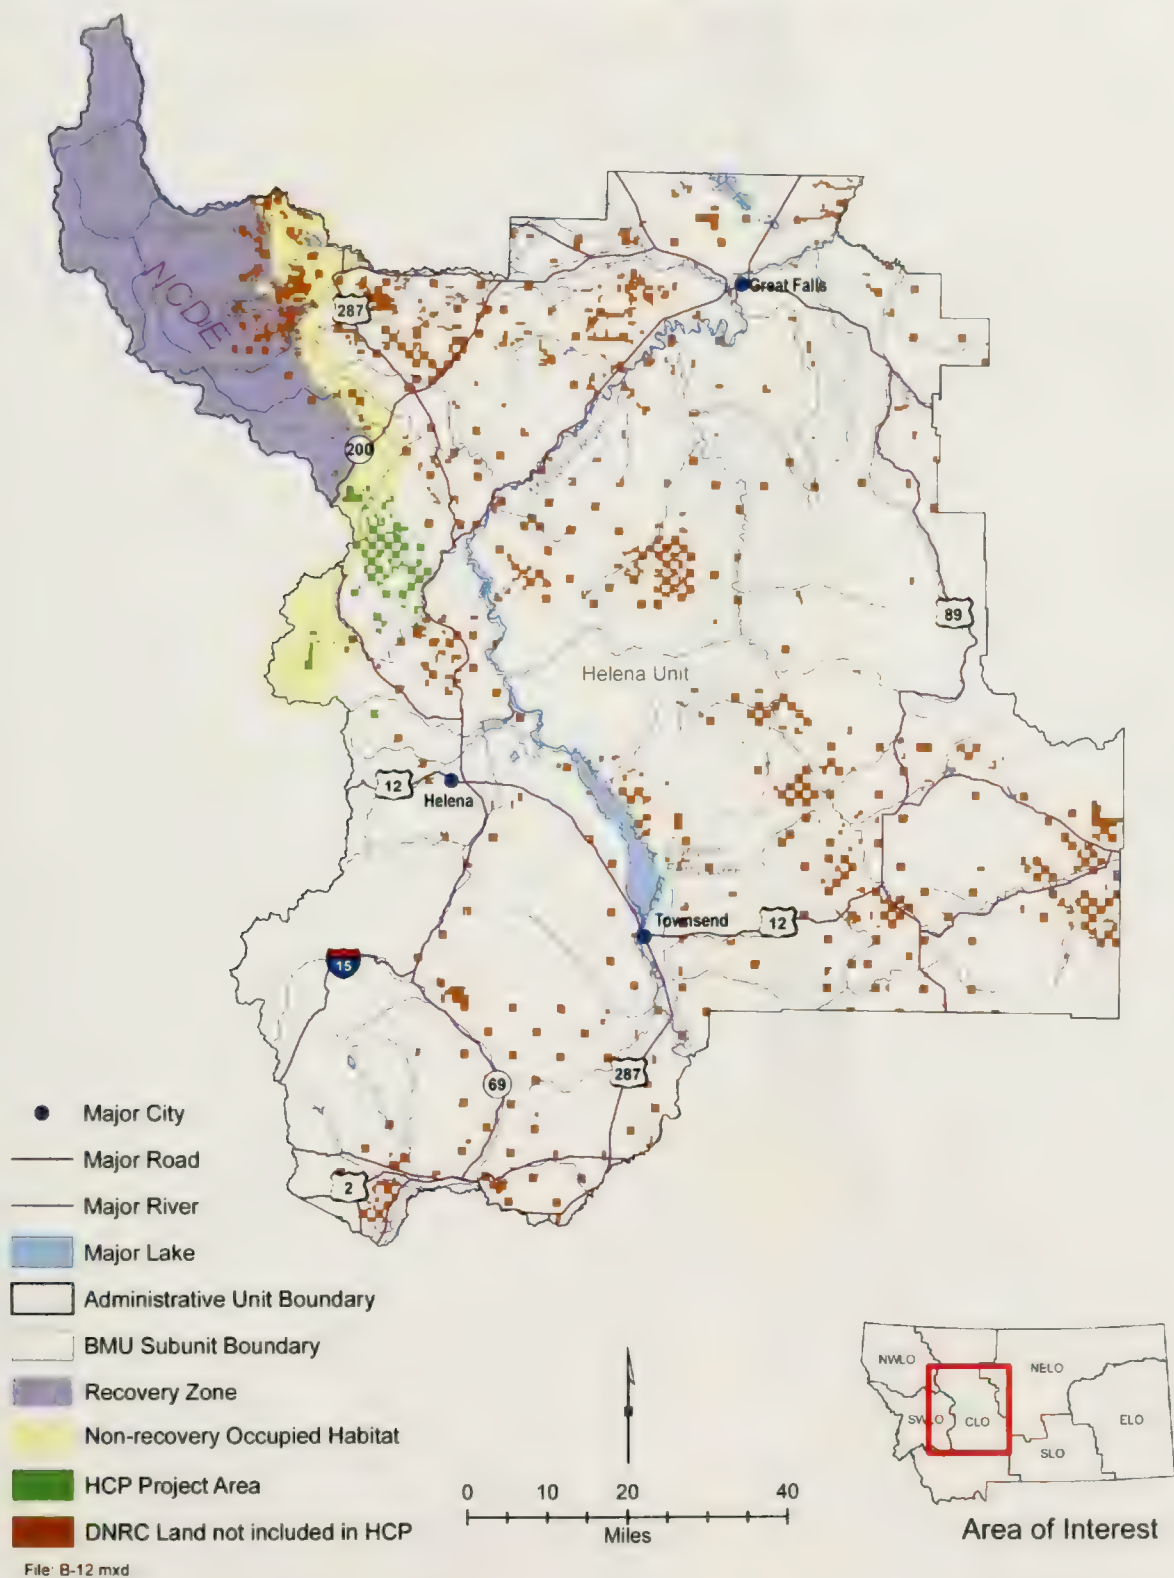 NCDE
287
Great Falls
200
89
Helena Unit
12
Helena
Townsend
12
15
69
287
2
Major City
Major Road
Major River
Major Lake
Administrative Unit Boundary
BMU Subunit Boundary
Recovery Zone
Non-recovery Occupied Habitat
HCP Project Area
DNRC Land not included in HCP
File: B-12 mxd
0 10 20 40
Miles
NWLO
NELO
SWLO
CLO
ELO
SLO
Area of Interest